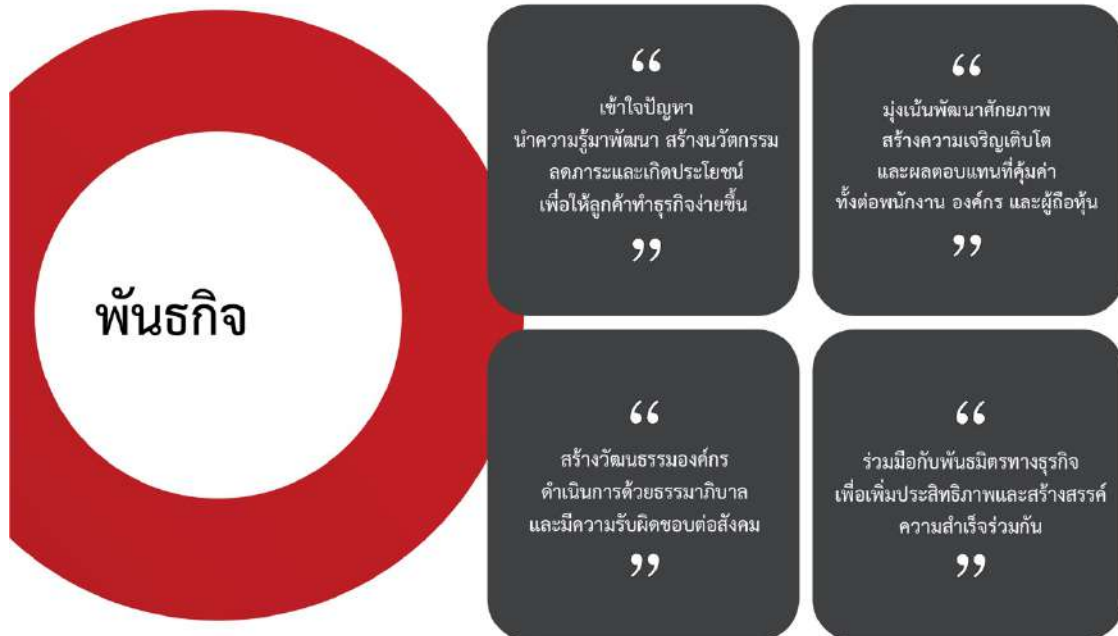 พันธกิจ
“
เข้าใจปัญหา
นำความรู้มาพัฒนา สร้างนวัตกรรม
ลดภาระและเกิดประโยชน์
เพื่อให้ลูกค้าทำธุรกิจง่ายขึ้น
”
“
มุ่งเน้นพัฒนาศักยภาพ
สร้างความเจริญเติบโต
และผลตอบแทนที่คุ้มค่า
ทั้งต่อพนักงาน องค์กร และผู้ถือหุ้น
”
“
สร้างวัฒนธรรมองค์กร
ดำเนินการด้วยธรรมาภิบาล
และมีความรับผิดชอบต่อสังคม
”
“
ร่วมมือกับพันธมิตรทางธุรกิจ
เพื่อเพิ่มประสิทธิภาพและสร้างสรรค์
ความสำเร็จร่วมกัน
”